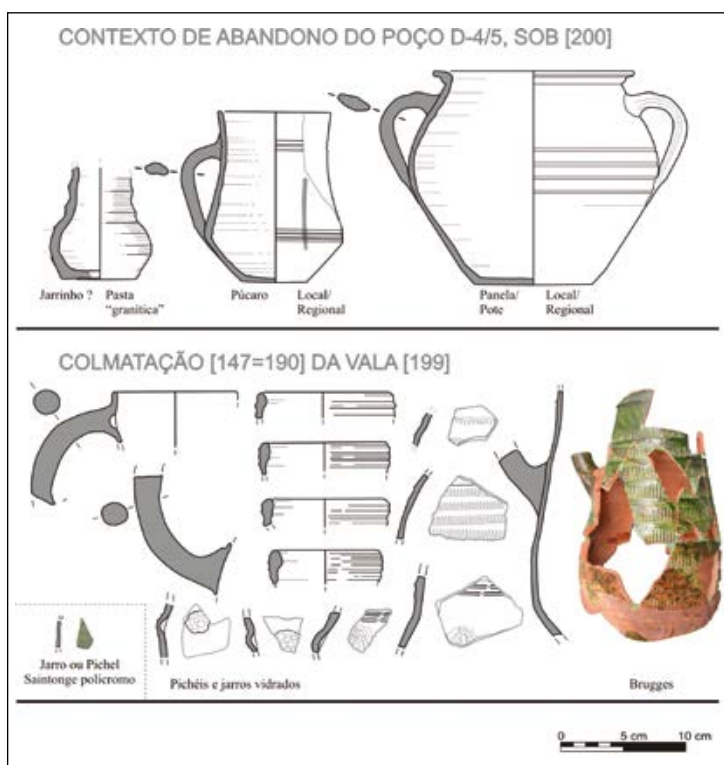 CONTEXTO DE ABANDONO DO POÇO D-4/5, SOB [200]
Jarrinho ? Pasta
"granítica"
Púcaro Local/
Regional
Panela/ Local/
Pote Regional
COLMATAÇÃO [147=190] DA VALA [199]
Jarro ou Pichel
Saintonge policromo
Pichéis e jarros vidrados
Brugges
0 5 cm 10 cm